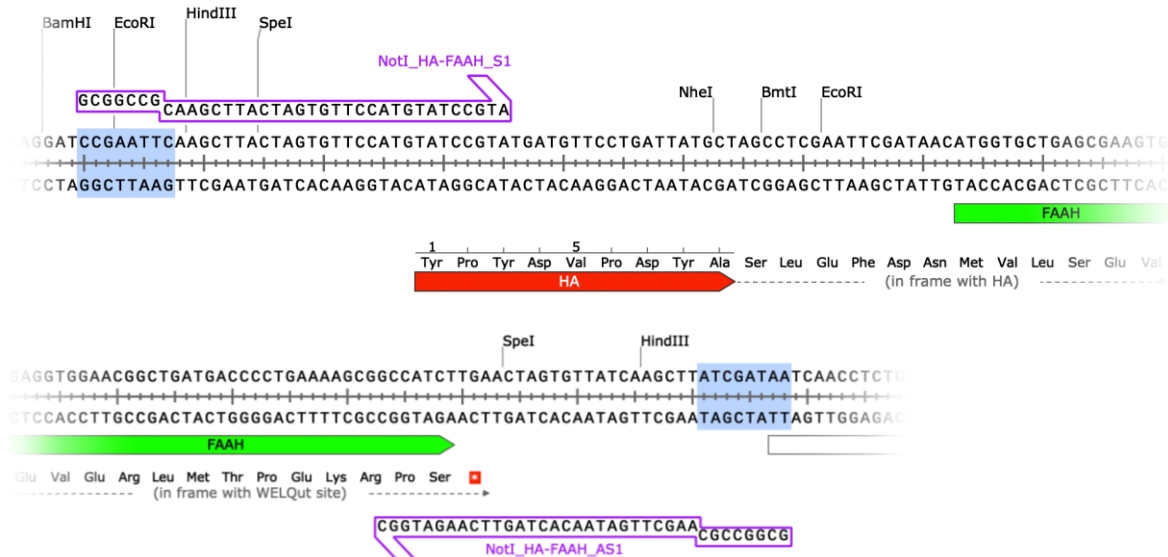 BamHI EcoRI HindIII SpeI
NotI_HA-FAAH_S1
GCGGCCG CAAGCTTACTAGTGTTCCATGTATCCGTA
NheI BmtI EcoRI
AAGGATCCGAATTCAAGCTTACTAGTGTTCCATGTATCCGTATGATGTTCCTGATTATGCTAGCCTCGAATTCGATAACATGGTGCTGAGCGAAGTG
TTCCTAGGCTTAAGTTCGAATGATCACAAGGTACATAGGCATACTACAAGGACTAATACGATCGGAGCTTAAGCTATTGTACCACGACTCGCTTCAC
FAAH
1 5
Tyr Pro Tyr Asp Val Pro Asp Tyr Ala Ser Leu Glu Phe Asp Asn Met Val Leu Ser Glu Val
HA (in frame with HA)
SpeI HindIII
GAGGTGGAACGGCTGATGACCCCTGAAAAGCGGCCATCTTGAACTAGTGTTATCAAGCTTATCGATAATCAACCTCTG
CTCCACCTTGCCGACTACTGGGGACTTTTCGCCGGTAGAACTTGATCACAATAGTTCGAATAGCTATTAGTTGGAGAC
FAAH
Glu Val Glu Arg Leu Met Thr Pro Glu Lys Arg Pro Ser *
(in frame with WELQut site)
CGGTAGAACTTGATCACAATAGTTCGAA CGCCGGCG
NotI_HA-FAAH_AS1